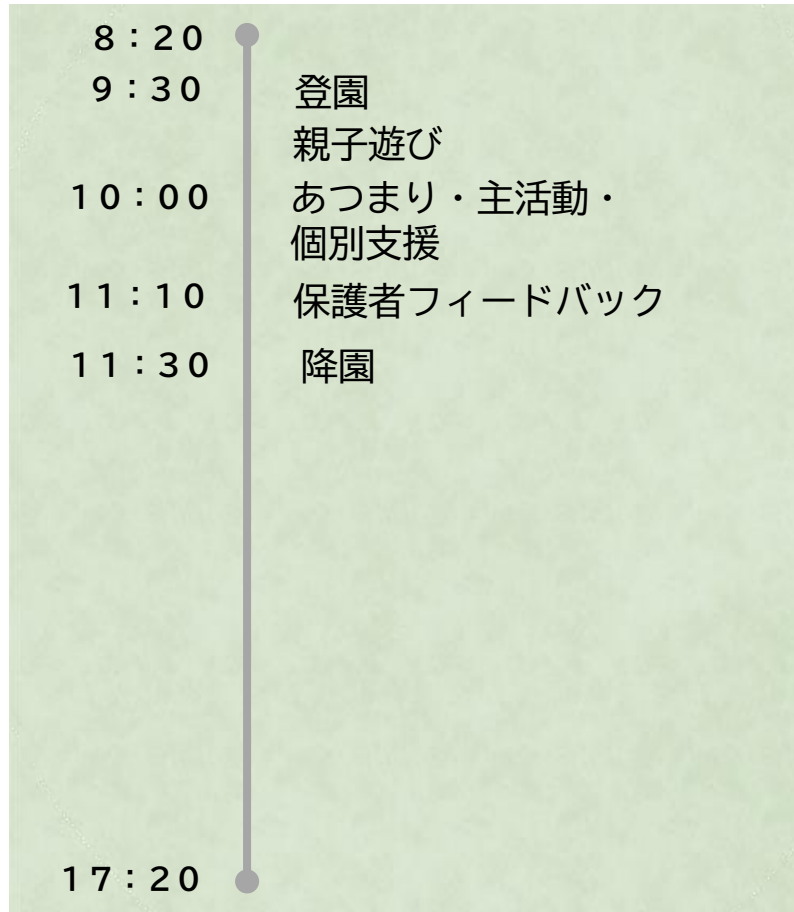 8：20
9：30 登園
親子遊び
10：00 あつまり・主活動・
個別支援
11：10 保護者フィードバック
11：30 降園
17：20